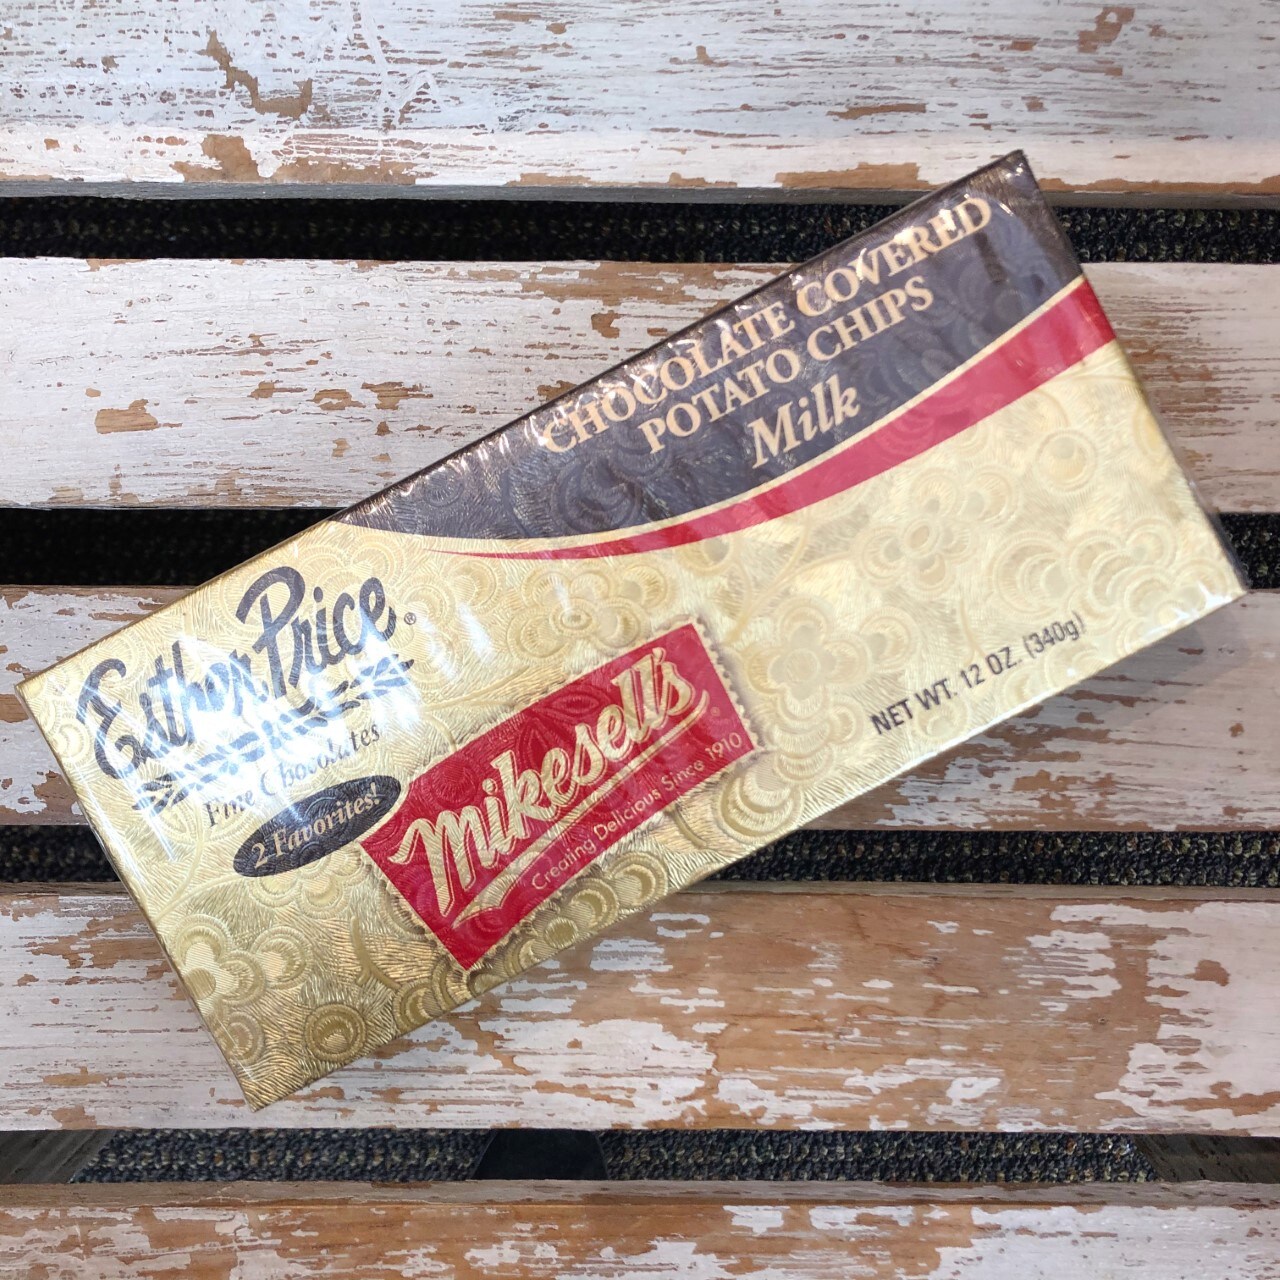 CHOCOLATE COVERED
POTATO CHIPS
Milk
Esther Price®
Fine Chocolates
2 Favorites!
Mikesell's
Creating Delicious Since 1910
NET WT. 12 OZ. (340g)